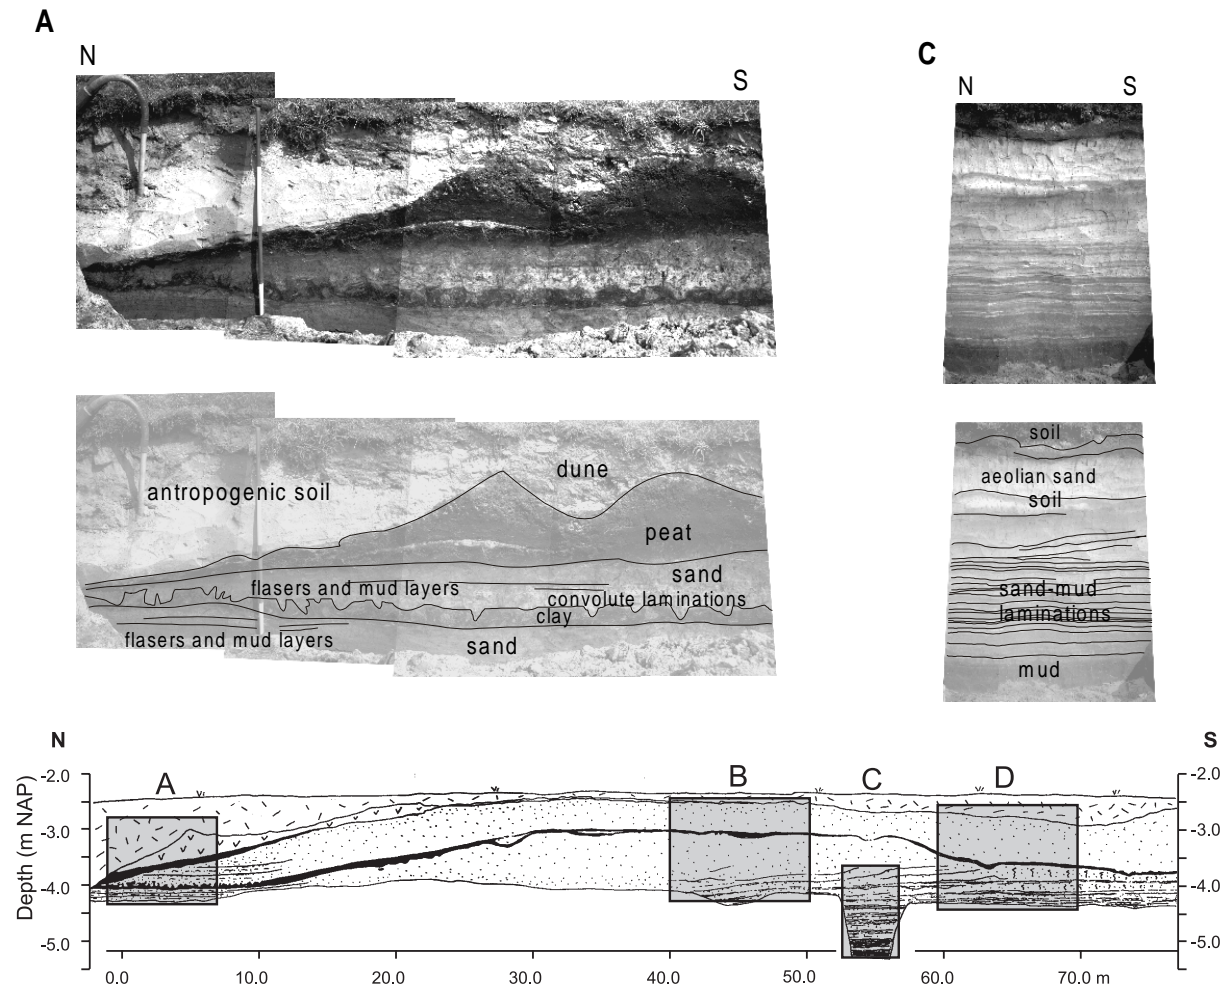 A
N
S
C
N
S
antropogenic soil
dune
peat
sand
flasers and mud layers
convolute laminations
clay
flasers and mud layers
sand
soil
aeolian sand
soil
sand-mud
laminations
mud
N
S
Depth (m NAP)
-2.0
-3.0
-4.0
-5.0
A
B
C
D
-2.0
-3.0
-4.0
-5.0
0.0
10.0
20.0
30.0
40.0
50.0
60.0
70.0 m